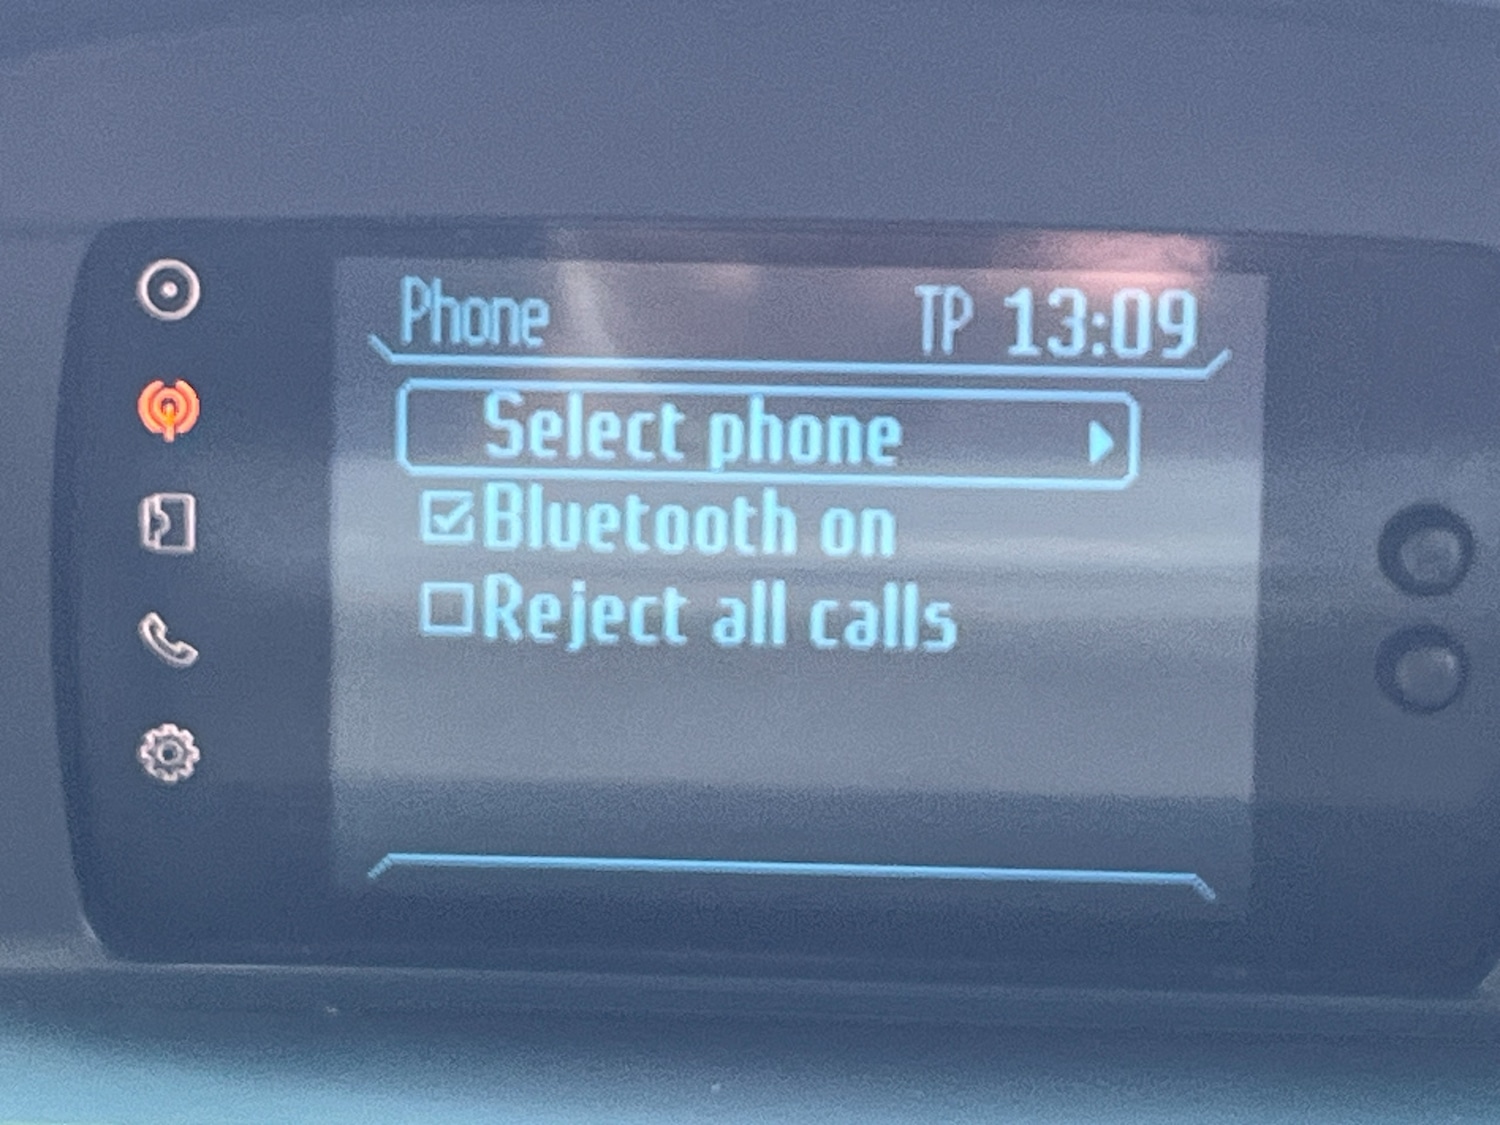 Phone TP 13:09
Select phone
Bluetooth on
Reject all calls